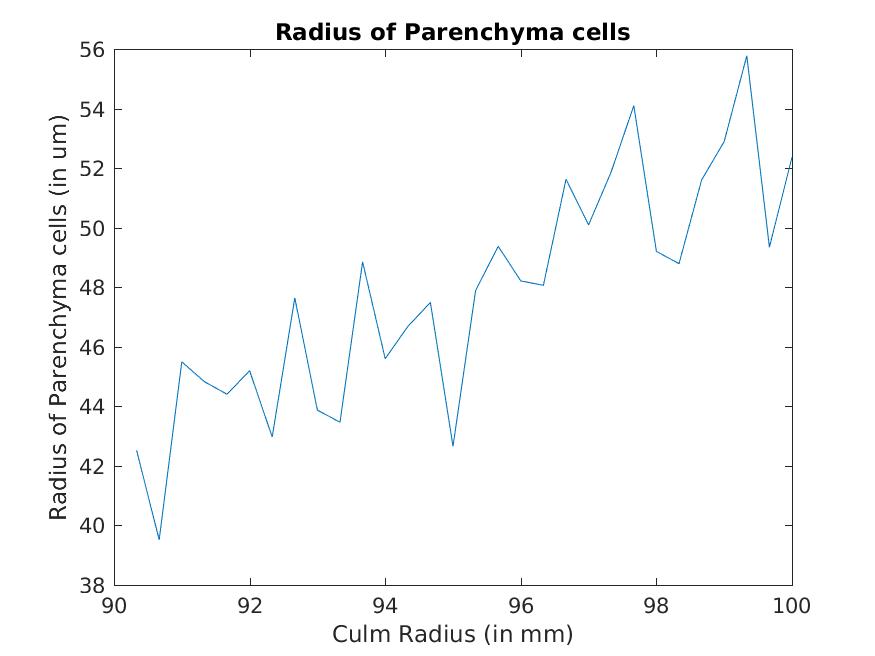 Radius of Parenchyma cells
56
54
52
50
48
46
44
42
40
38
Radius of Parenchyma cells (in um)
90 92 94 96 98 100
Culm Radius (in mm)